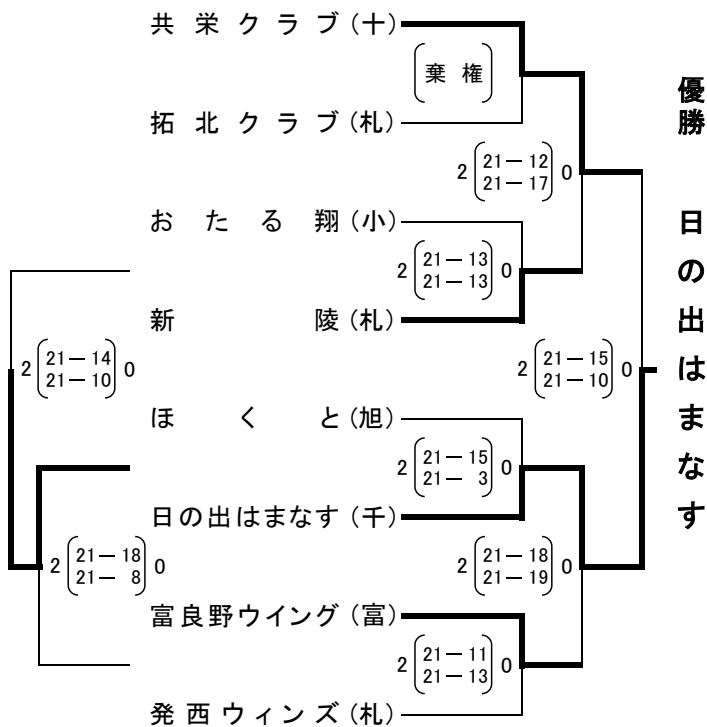 共栄クラブ(十)
棄権
拓北クラブ(札)
2 21－12 0
21－17
おたる翔(小)
2 21－13 0
21－13
新陵(札)
2 21－14 0
21－10
2 21－15 0
21－10
ほくと(旭)
2 21－15 0
21－ 3
日の出はまなす(千)
2 21－18 0
21－ 8
2 21－18 0
21－19
富良野ウイング(富)
2 21－11 0
21－13
発西ウィンズ(札)
優勝 日の出はまなす